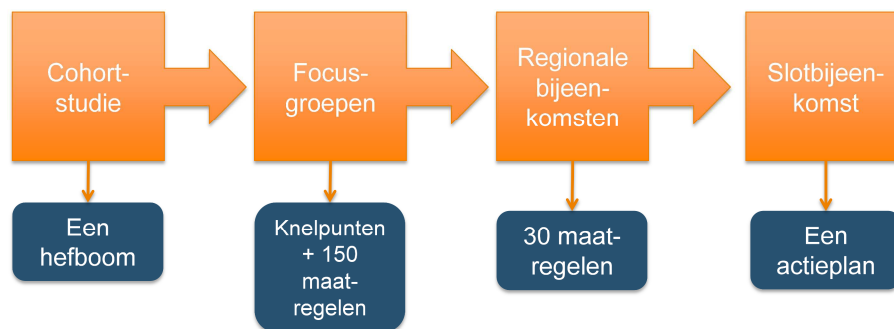 Cohort-
studie
Focus-
groepen
Regionale
bijeen-
komsten
Slotbijeen-
komst
Een
hefboom
Knelpunten
+ 150
maat-
regelen
30 maat-
regelen
Een
actieplan